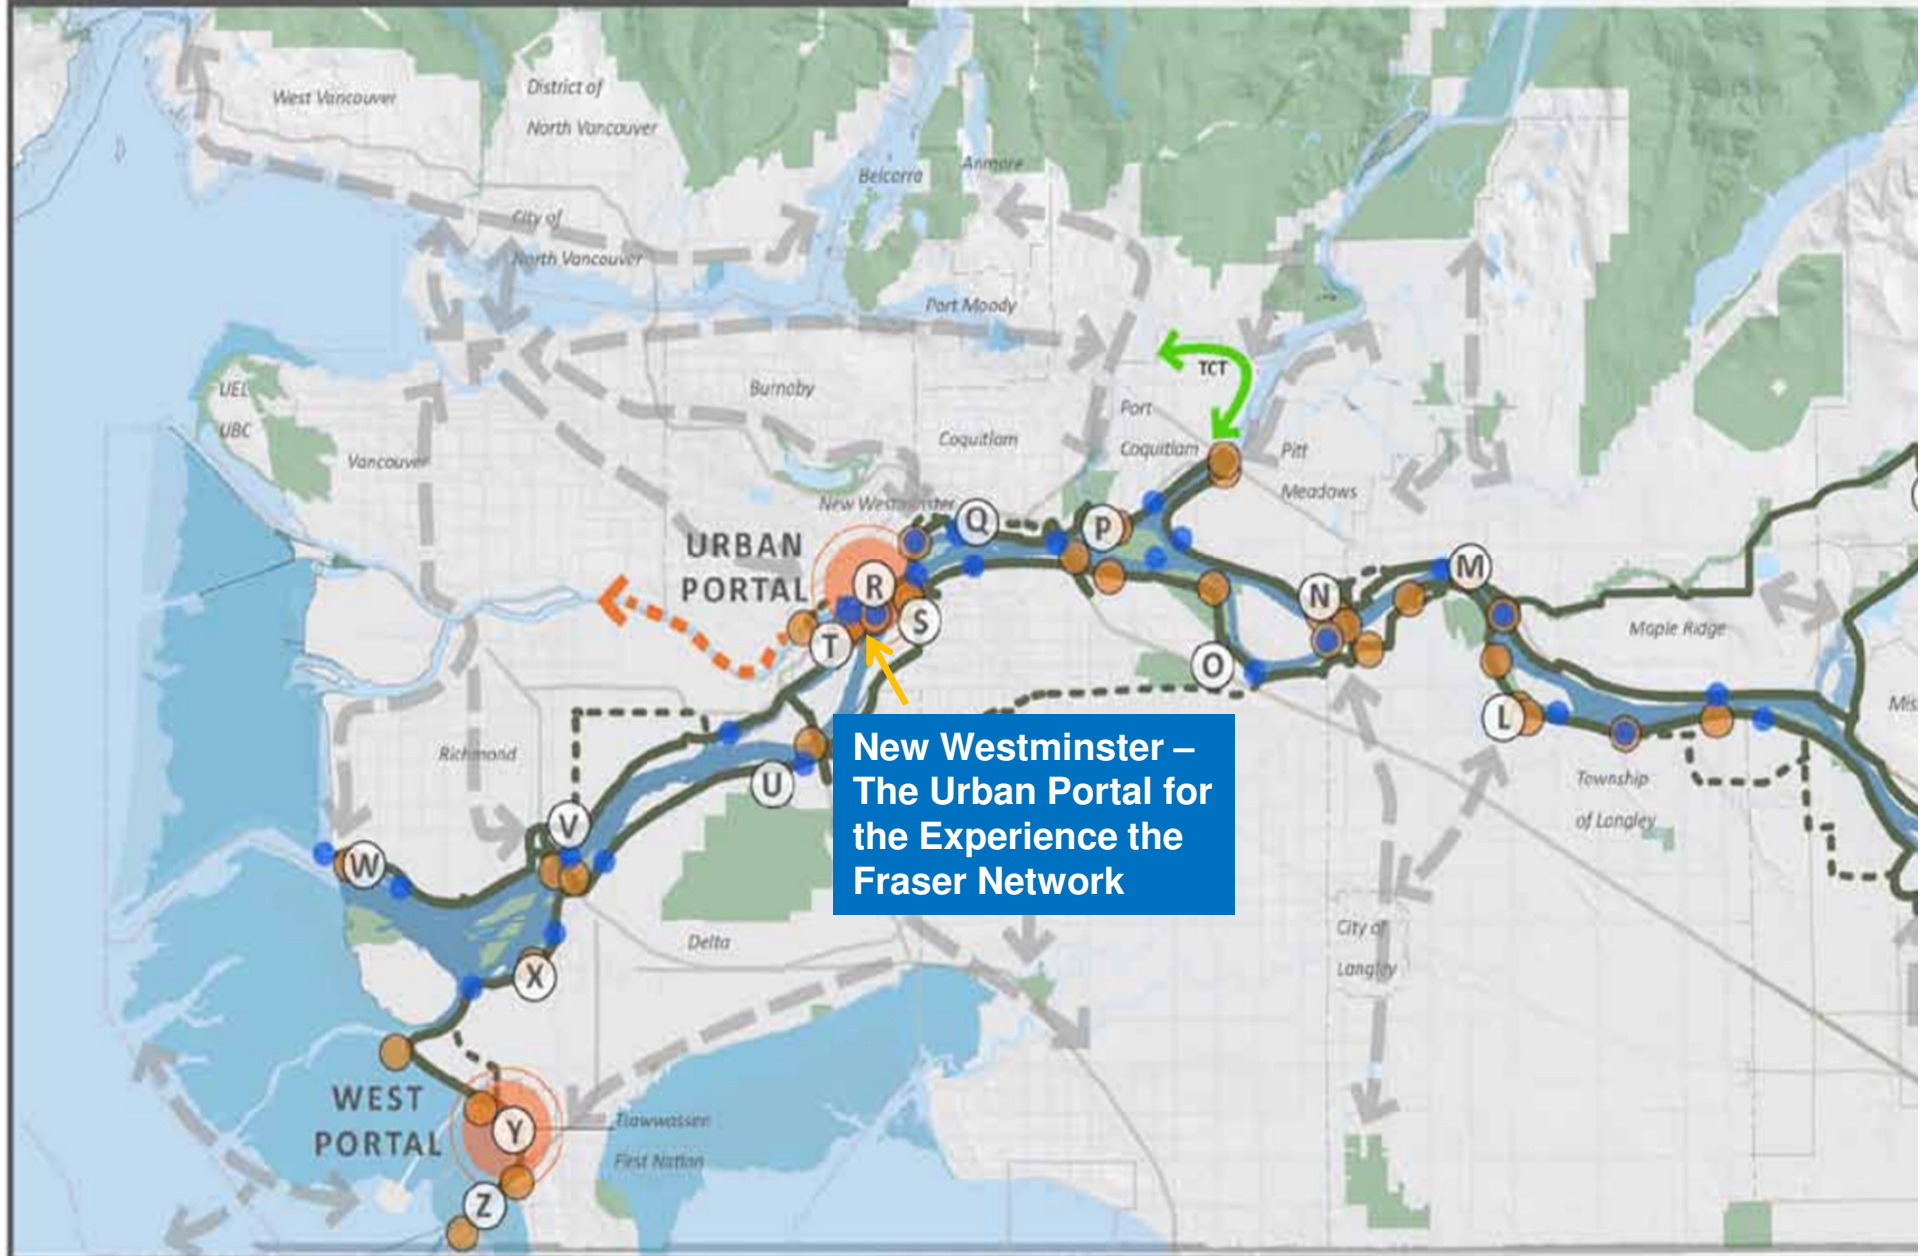 West Vancouver
District of
North Vancouver
Belcarra
Anmore
City of
North Vancouver
Port Moody
TCT
UEL
UBC
Burnaby
Port
Coquitlam
Coquitlam
Vancouver
Pitt
Meadows
New Westminster
URBAN
PORTAL
Q
P
R
S
T
N
M
O
L
Maple Ridge
Mis
Richmond
U
V
W
X
New Westminster –
The Urban Portal for
the Experience the
Fraser Network
Township
of Langley
Delta
City of
Langley
WEST
PORTAL
Y
Z
Tsawwassen
First Nation